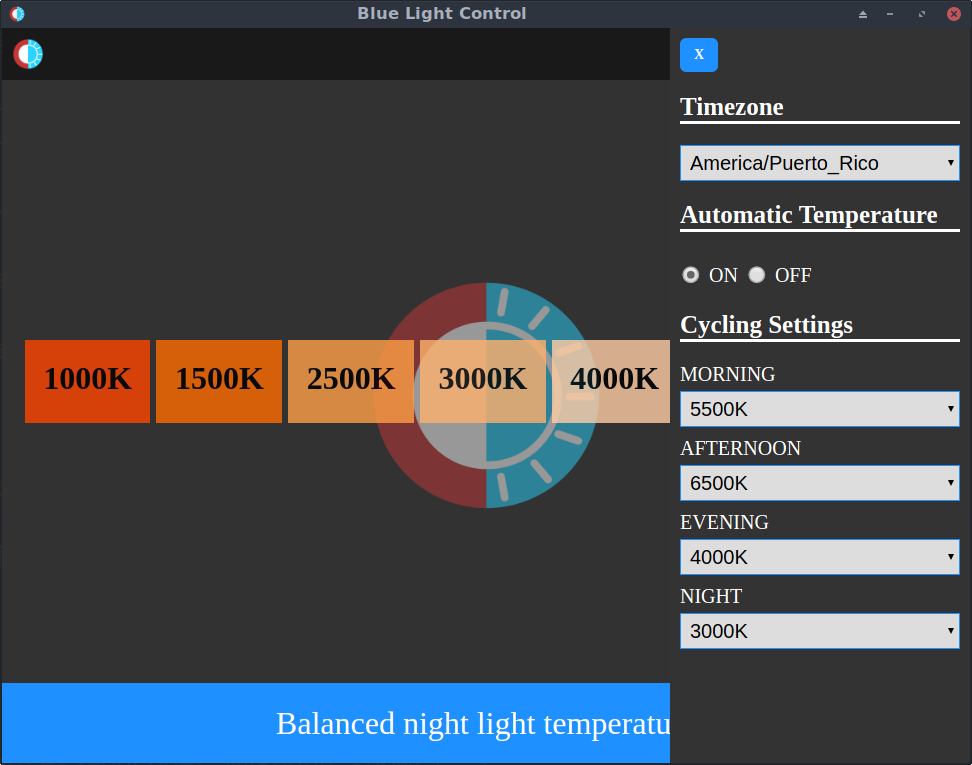 Blue Light Control
X
Timezone
America/Puerto_Rico
Automatic Temperature
ON OFF
Cycling Settings
MORNING
5500K
AFTERNOON
6500K
EVENING
4000K
NIGHT
3000K
1000K 1500K 2500K 3000K 4000K
Balanced night light temperatu